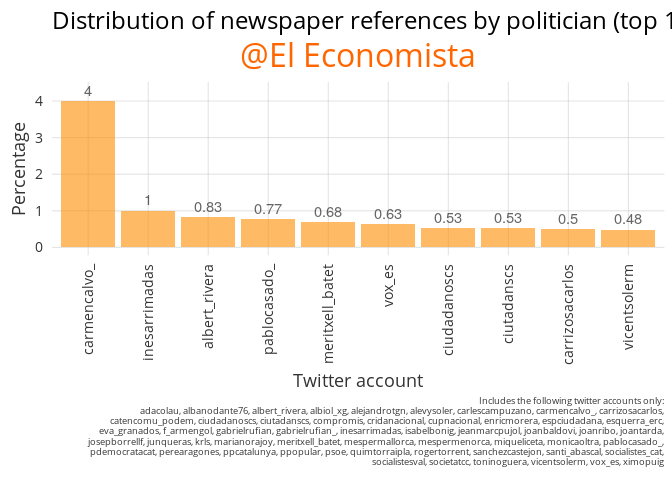 Distribution of newspaper references by politician (top 1
@El Economista
Percentage
4
3
2
1
0
4
1
0.83
0.77
0.68
0.63
0.53
0.53
0.5
0.48
carmencalvo_
inesarrimadas
albert_rivera
pablocasado_
meritxell_batet
vox_es
ciudadanoscs
ciutadanscs
carrizosacarlos
vicentsolerm
Twitter account
Includes the following twitter accounts only:
adacolau, albanodante76, albert_rivera, albiol_xg, alejandrotgn, alevysoler, carlescampuzano, carmencalvo_, carrizosacarlos,
catencomu_podem, ciudadanoscs, ciutadanscs, compromis, cridanacional, cupnacional, enricmorera, espciudadana, esquerra_erc,
eva_granados, f_armengol, gabrielrufian, gabrielrufian_, inesarrimadas, isabelbonig, jeanmarcpujol, joanbaldovi, joanribo, joantarda,
josepborrellf, junqueras, krls, marianorajoy, meritxell_batet, mespermallorca, mespermenorca, miqueliceta, monicaoltra, pablocasado_,
pdemocratacat, perearagones, ppcatalunya, ppopular, psoe, quimtorraipla, rogertorrent, sanchezcastejon, santi_abascal, socialistes_cat,
socialistesval, societatcc, toninoguera, vicentsolerm, vox_es, ximopuig